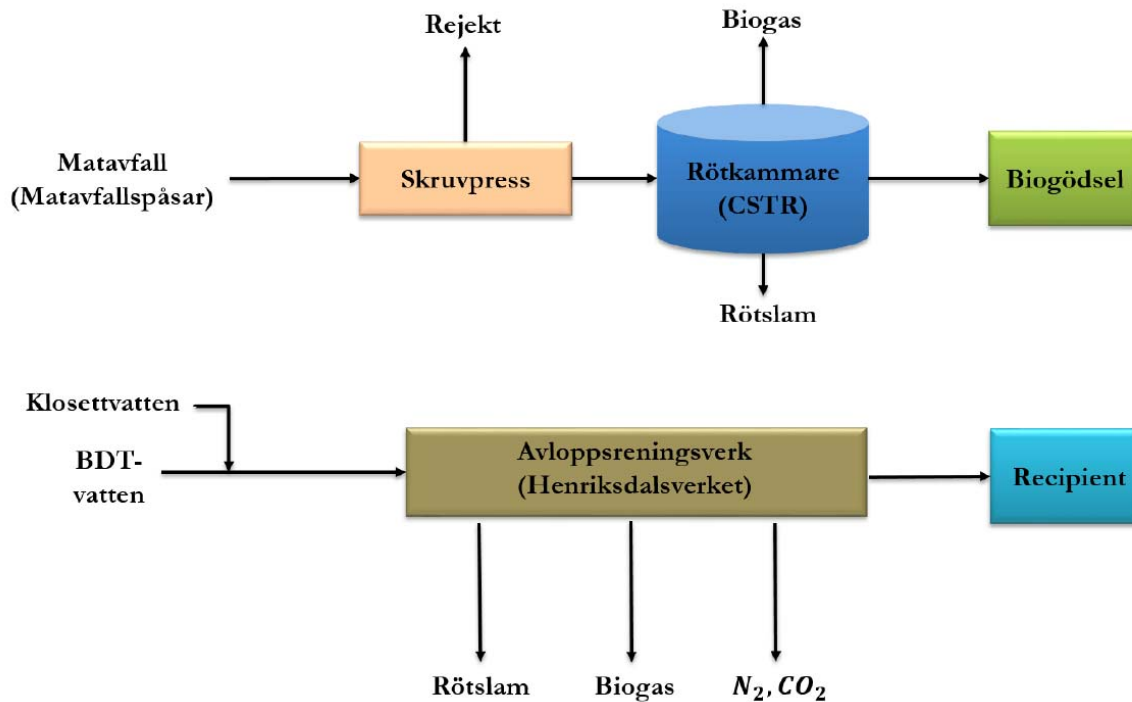 Rejekt
Biogas
Matavfall
(Matavfallspåsar)
Skruvpress
Rötkammare
(CSTR)
Biogödsel
Rötslam
Klosettvatten
BDT-
vatten
Avloppsreningsverk
(Henriksdalsverket)
Recipient
Rötslam
Biogas
N₂, CO₂